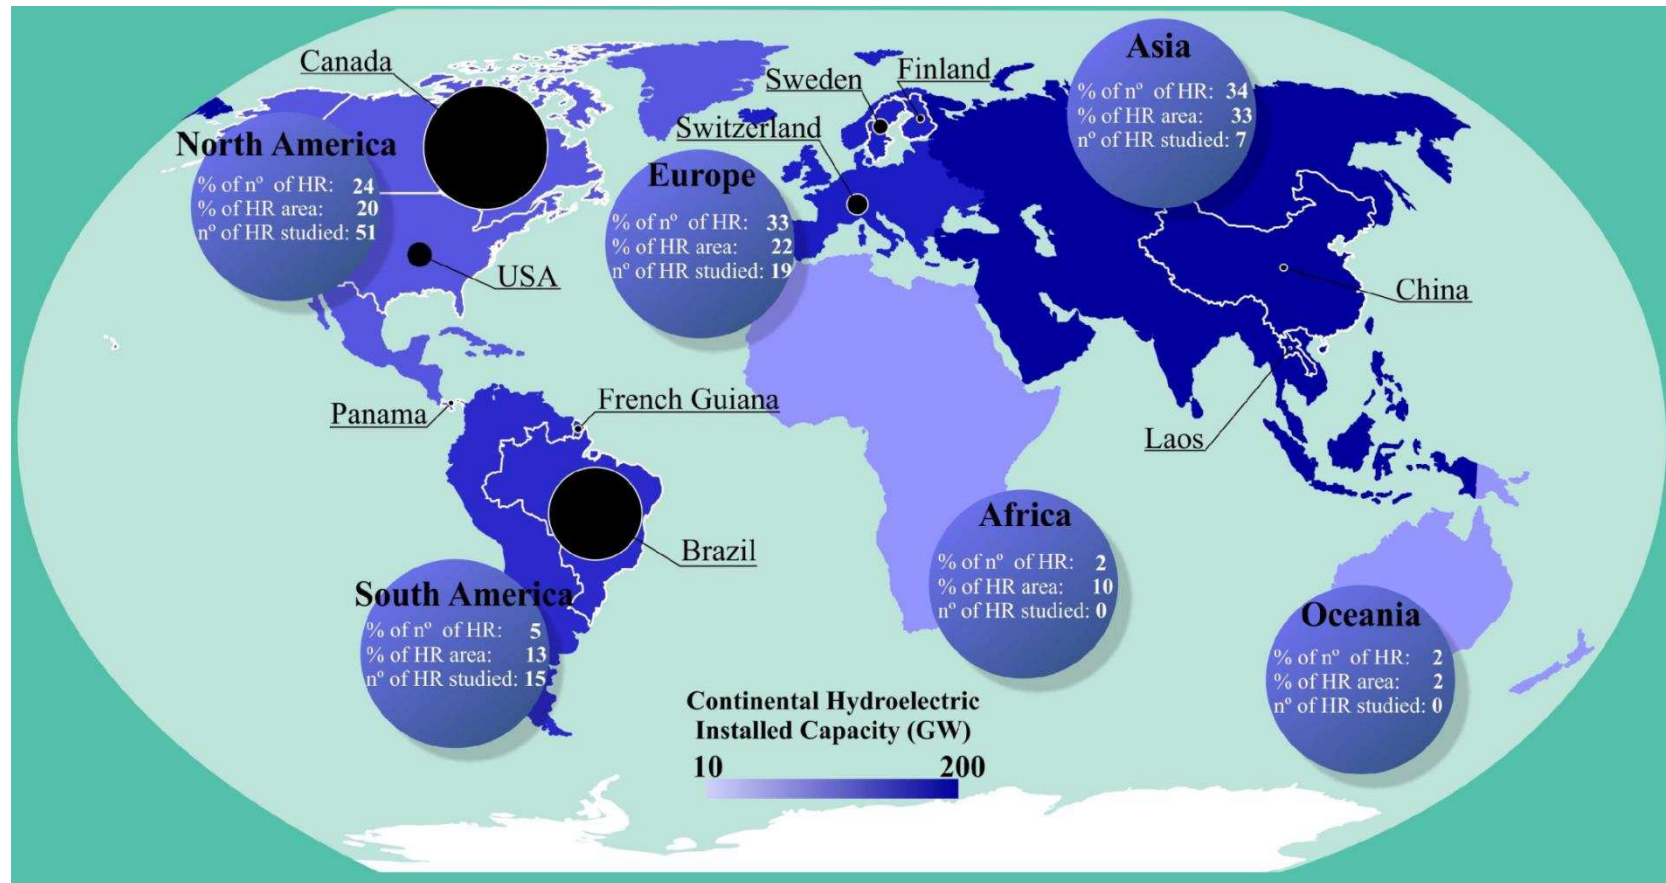 Canada
North America
% of nº of HR: 24
% of HR area: 20
nº of HR studied: 51
USA
Sweden
Finland
Switzerland
Europe
% of nº of HR: 33
% of HR area: 22
nº of HR studied: 19
Asia
% of nº of HR: 34
% of HR area: 33
nº of HR studied: 7
China
Laos
Panama
French Guiana
Brazil
South America
% of nº of HR: 5
% of HR area: 13
nº of HR studied: 15
Africa
% of nº of HR: 2
% of HR area: 10
nº of HR studied: 0
Oceania
% of nº of HR: 2
% of HR area: 2
nº of HR studied: 0
Continental Hydroelectric
Installed Capacity (GW)
10 200